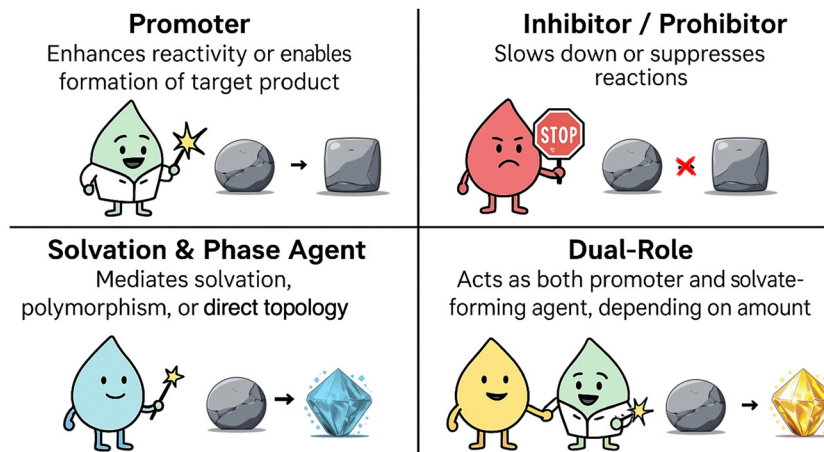 Promoter
Enhances reactivity or enables
formation of target product
Inhibitor / Prohibitor
Slows down or suppresses
reactions
STOP
Solvation & Phase Agent
Mediates solvation,
polymorphism, or direct topology
Dual-Role
Acts as both promoter and solvate-
forming agent, depending on amount